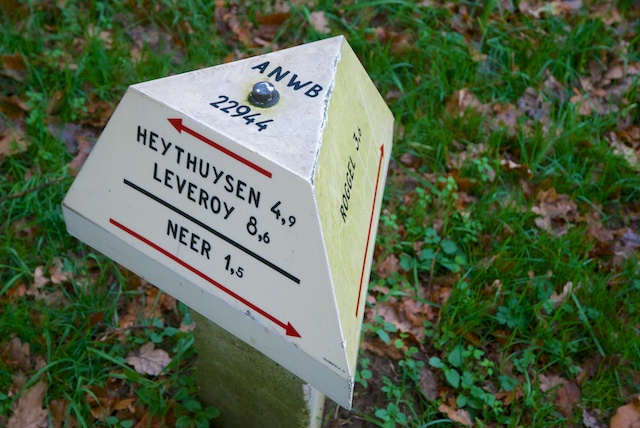 ANWB
22944
HEYTHUYSEN 4,9
LEVEROY 8,6
NEER 1,5
ROGGEL 3,5